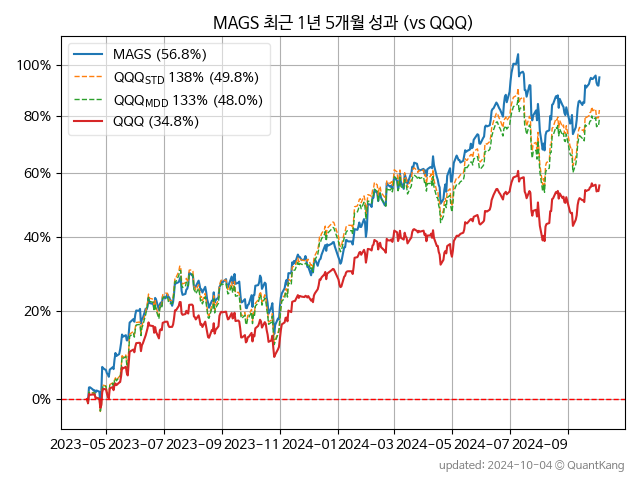 MAGS 최근 1년 5개월 성과 (vs QQQ)
MAGS (56.8%)
QQQSTD 138% (49.8%)
QQQMDD 133% (48.0%)
QQQ (34.8%)
100%
80%
60%
40%
20%
0%
2023-05 2023-07 2023-09 2023-11 2024-01 2024-03 2024-05 2024-07 2024-09
updated: 2024-10-04 © QuantKang